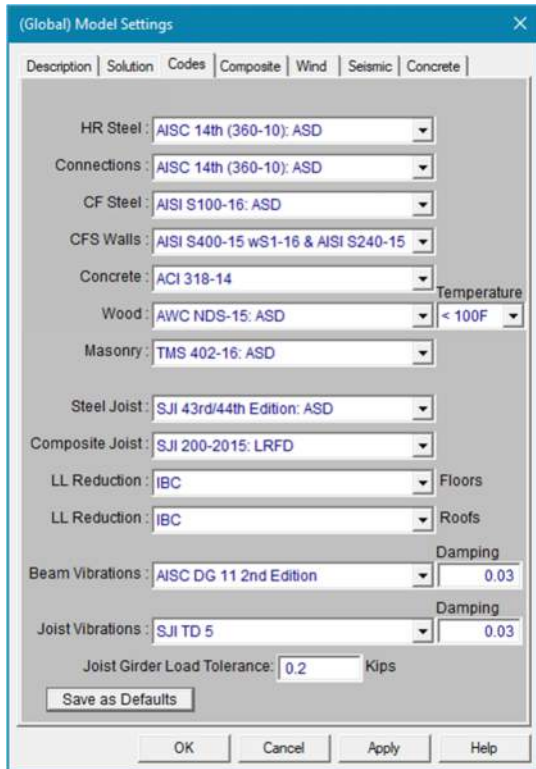 (Global) Model Settings
Description Solution Codes Composite Wind Seismic Concrete
HR Steel : AISC 14th (360-10): ASD
Connections : AISC 14th (360-10): ASD
CF Steel : AISI S100-16: ASD
CFS Walls : AISI S400-15 wS1-16 & AISI S240-15
Concrete : ACI 318-14
Temperature
Wood : AWC NDS-15: ASD < 100F
Masonry : TMS 402-16: ASD
Steel Joist : SJI 43rd/44th Edition: ASD
Composite Joist : SJI 200-2015: LRFD
LL Reduction : IBC Floors
LL Reduction : IBC Roofs
Damping
Beam Vibrations : AISC DG 11 2nd Edition 0.03
Damping
Joist Vibrations : SJI TD 5 0.03
Joist Girder Load Tolerance: 0.2 Kips
Save as Defaults
OK Cancel Apply Help